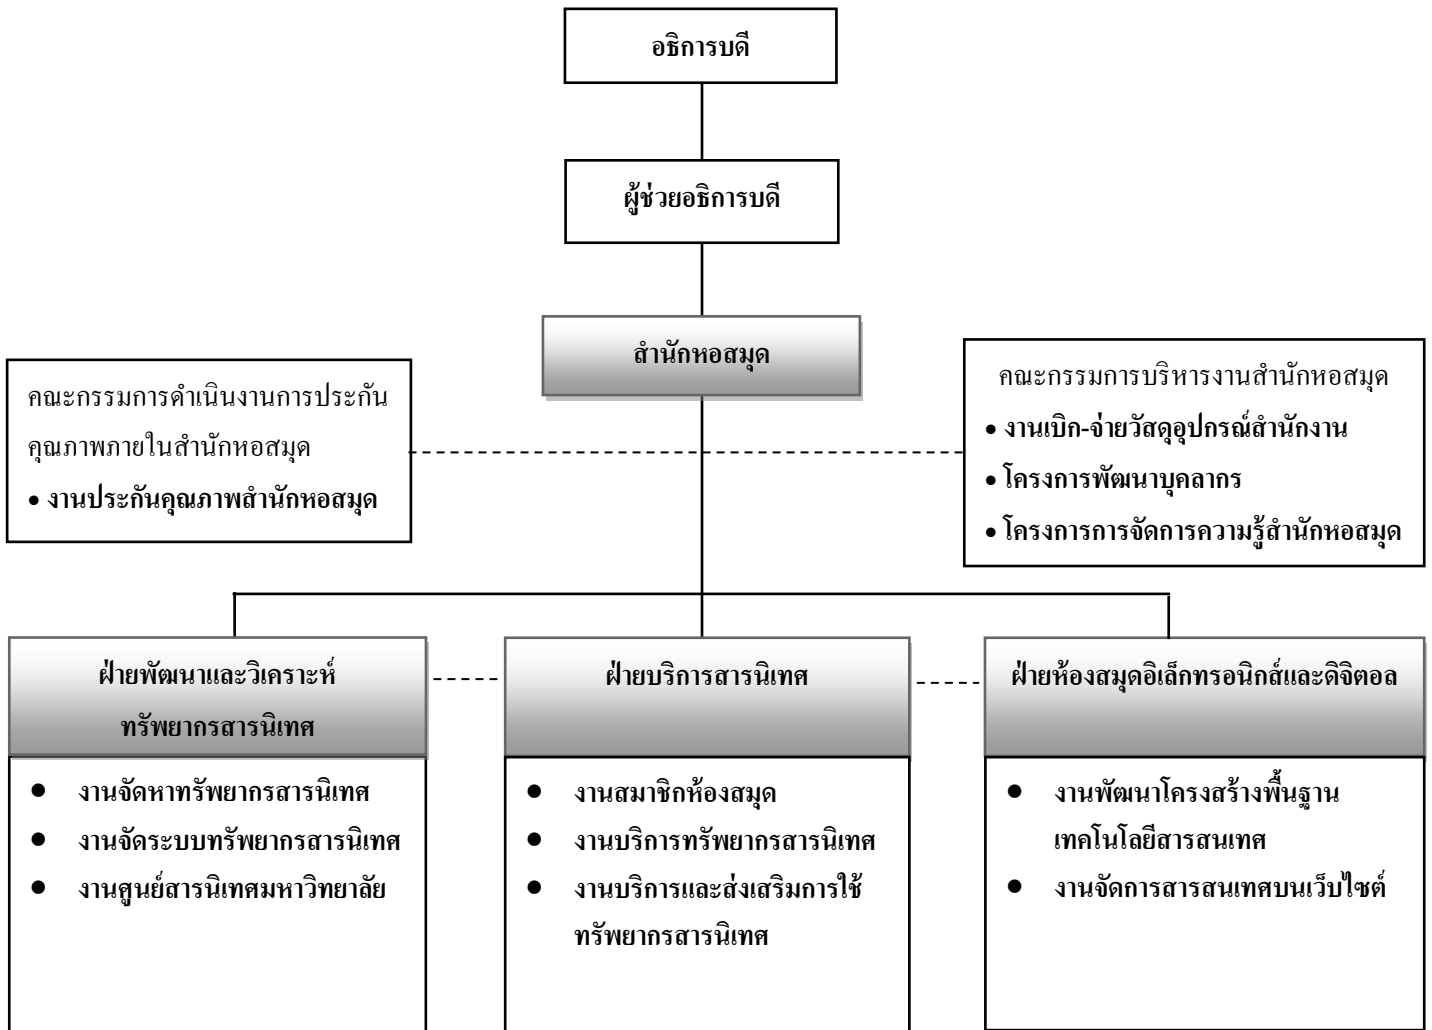 อธิการบดี
ผู้ช่วยอธิการบดี
สำนักหอสมุด
คณะกรรมการดำเนินงานการประกัน
คุณภาพภายในสำนักหอสมุด
• งานประกันคุณภาพสำนักหอสมุด
คณะกรรมการบริหารงานสำนักหอสมุด
• งานเบิก-จ่ายวัสดุอุปกรณ์สำนักงาน
• โครงการพัฒนาบุคลากร
• โครงการการจัดการความรู้สำนักหอสมุด
ฝ่ายพัฒนาและวิเคราะห์
ทรัพยากรสารนิเทศ
● งานจัดหาทรัพยากรสารนิเทศ
● งานจัดระบบทรัพยากรสารนิเทศ
● งานศูนย์สารนิเทศมหาวิทยาลัย
ฝ่ายบริการสารนิเทศ
● งานสมาชิกห้องสมุด
● งานบริการทรัพยากรสารนิเทศ
● งานบริการและส่งเสริมการใช้
ทรัพยากรสารนิเทศ
ฝ่ายห้องสมุดอิเล็กทรอนิกส์และดิจิตอล
● งานพัฒนาโครงสร้างพื้นฐาน
เทคโนโลยีสารสนเทศ
● งานจัดการสารสนเทศบนเว็บไซต์